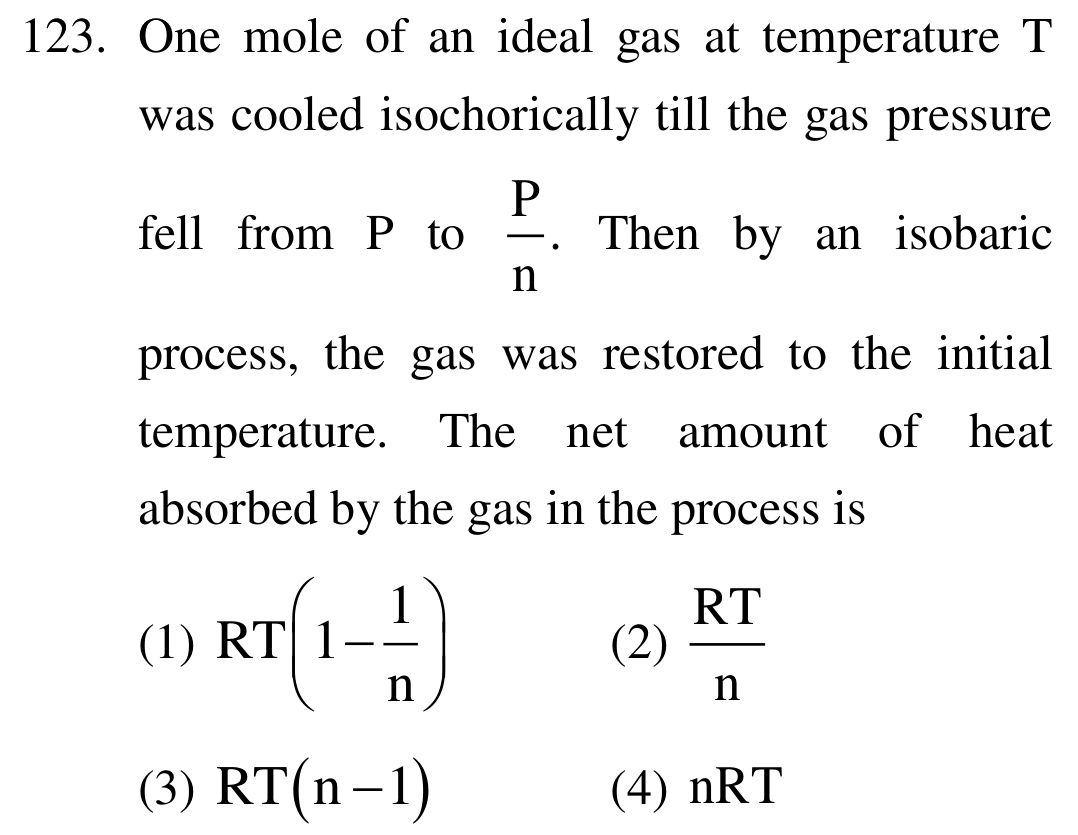 123. One mole of an ideal gas at temperature T
was cooled isochorically till the gas pressure
fell from P to P/n. Then by an isobaric
process, the gas was restored to the initial
temperature. The net amount of heat
absorbed by the gas in the process is
(1) RT(1 − 1/n) (2) RT/n
(3) RT(n − 1) (4) nRT